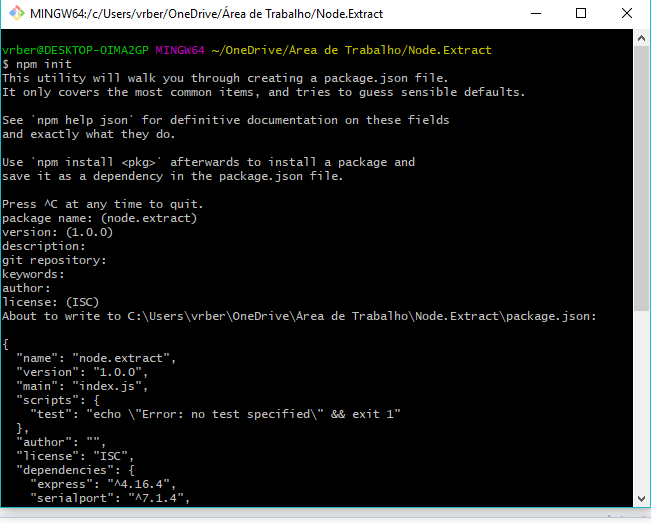 MINGW64:/c/Users/vrber/OneDrive/Área de Trabalho/Node.Extract
vrber@DESKTOP-OIMA2GP MINGW64 ~/OneDrive/Área de Trabalho/Node.Extract
$ npm init
This utility will walk you through creating a package.json file.
It only covers the most common items, and tries to guess sensible defaults.
See `npm help json` for definitive documentation on these fields
and exactly what they do.
Use `npm install <pkg>` afterwards to install a package and
save it as a dependency in the package.json file.
Press ^C at any time to quit.
package name: (node.extract)
version: (1.0.0)
description:
git repository:
keywords:
author:
license: (ISC)
About to write to C:\Users\vrber\OneDrive\Área de Trabalho\Node.Extract\package.json:
{
  "name": "node.extract",
  "version": "1.0.0",
  "main": "index.js",
  "scripts": {
    "test": "echo \"Error: no test specified\" && exit 1"
  },
  "author": "",
  "license": "ISC",
  "dependencies": {
    "express": "^4.16.4",
    "serialport": "^7.1.4",